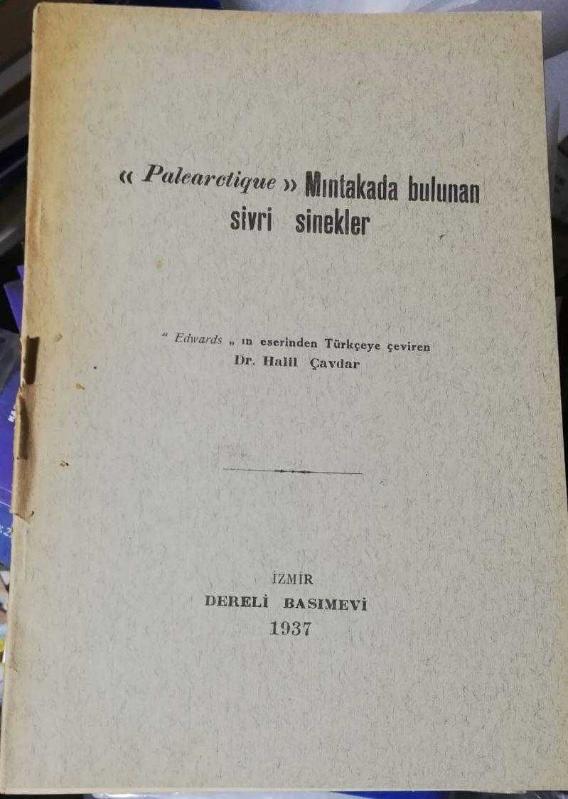 « Palearctique » Mıntakada bulunan
sivri sinekler
" Edwards „ ın eserinden Türkçeye çeviren
Dr. Halil Çavdar
İZMİR
DERELİ BASIMEVİ
1937